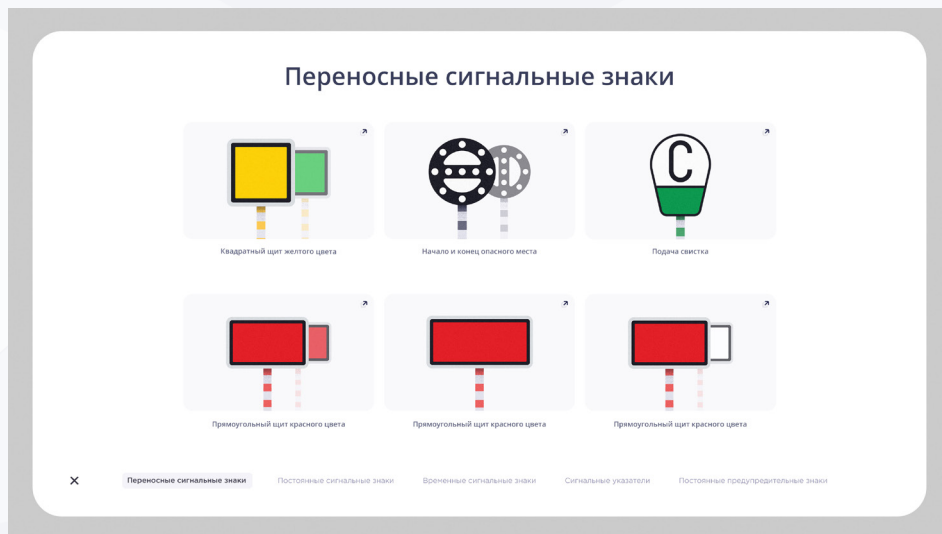 Переносные сигнальные знаки
С
Квадратный щит желтого цвета
Начало и конец опасного места
Подача свистка
Прямоугольный щит красного цвета
Прямоугольный щит красного цвета
Прямоугольный щит красного цвета
Переносные сигнальные знаки
Постоянные сигнальные знаки
Временные сигнальные знаки
Сигнальные указатели
Постоянные предупредительные знаки